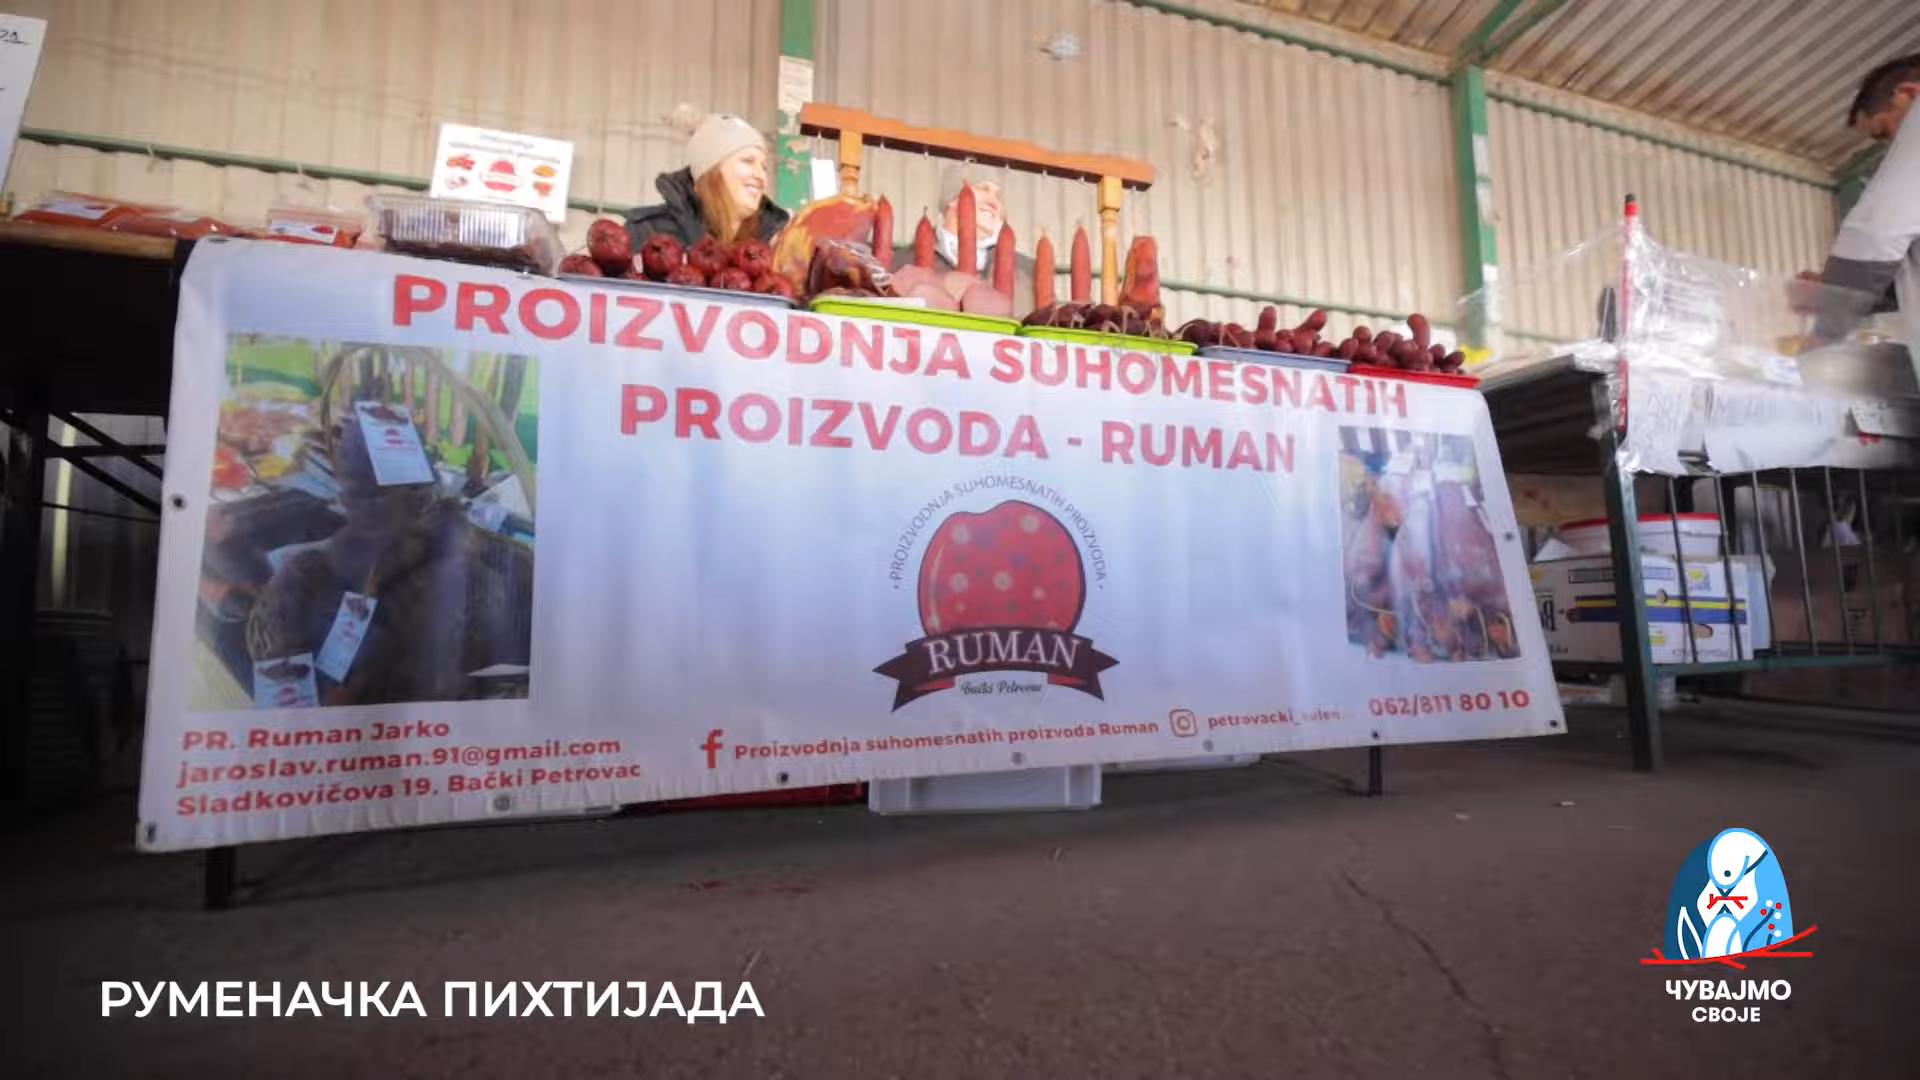 PROIZVODNJA SUHOMESNATIH
PROIZVODA - RUMAN
• PROIZVODNJA SUHOMESNATIH PROIZVODA •
RUMAN
Bački Petrovac
PR. Ruman Jarko
jaroslav.ruman.91@gmail.com
Sladkovičova 19, Bački Petrovac
Proizvodnja suhomesnatih proizvoda Ruman
062/811 80 10
РУМЕНАЧКА ПИХТИЈАДА
ЧУВАЈМО
СВОЈЕ